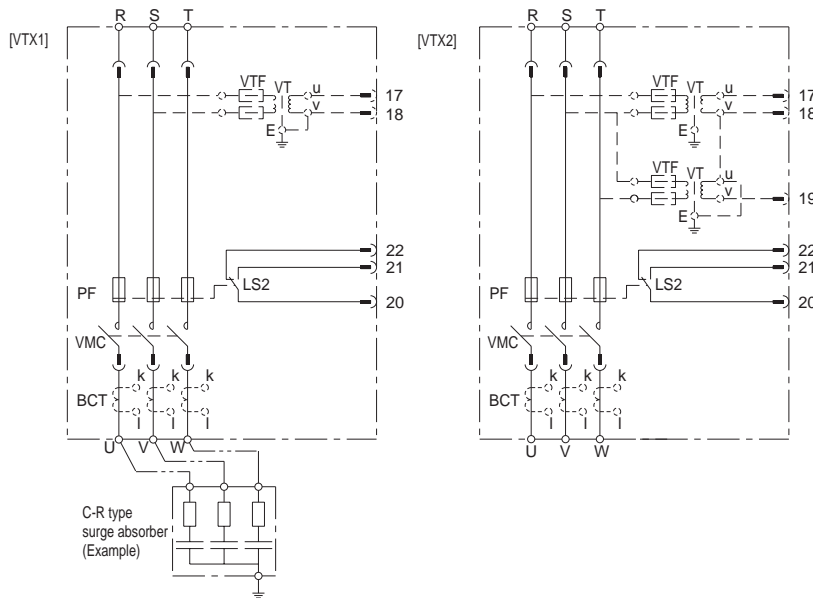 [VTX1]
R S T
VTF VT u
v
17
18
E
22
21
LS2
20
PF
VMC
k k k
BCT
l l l
U V W
C-R type
surge absorber
(Example)
[VTX2]
R S T
VTF VT u
v
17
18
E
VTF VT u
v
19
E
22
21
LS2
20
PF
VMC
k k k
BCT
l l l
U V W